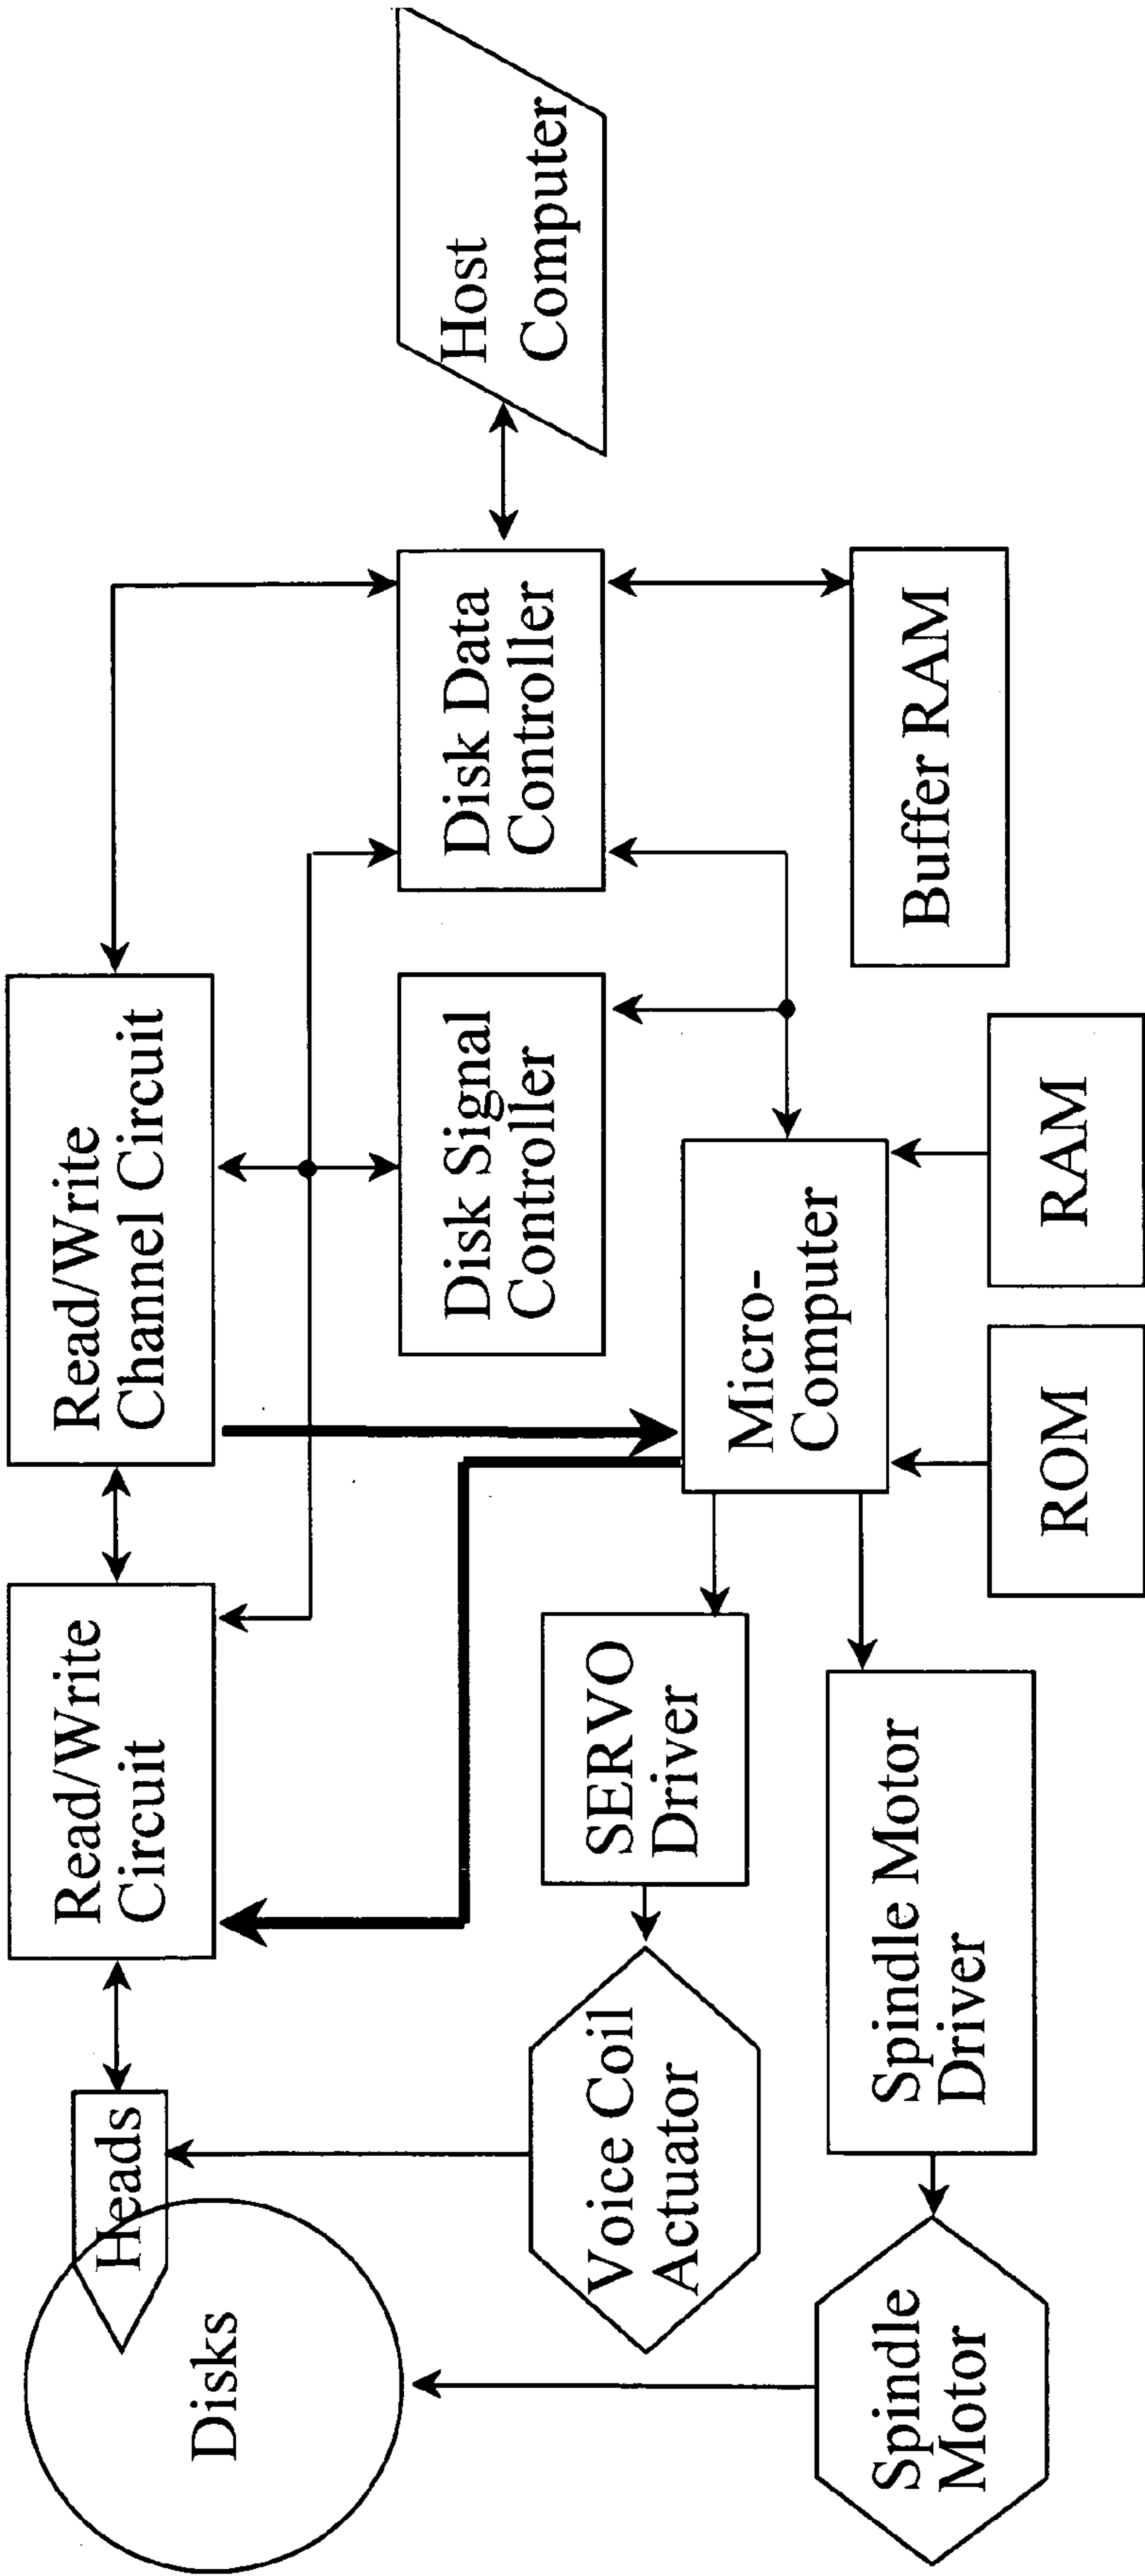 Disks
Heads
Read/Write
Circuit
Read/Write
Channel Circuit
Disk Signal
Controller
Disk Data
Controller
Host
Computer
Voice Coil
Actuator
SERVO
Driver
Micro-
Computer
Spindle
Motor
Spindle Motor
Driver
ROM
RAM
Buffer RAM